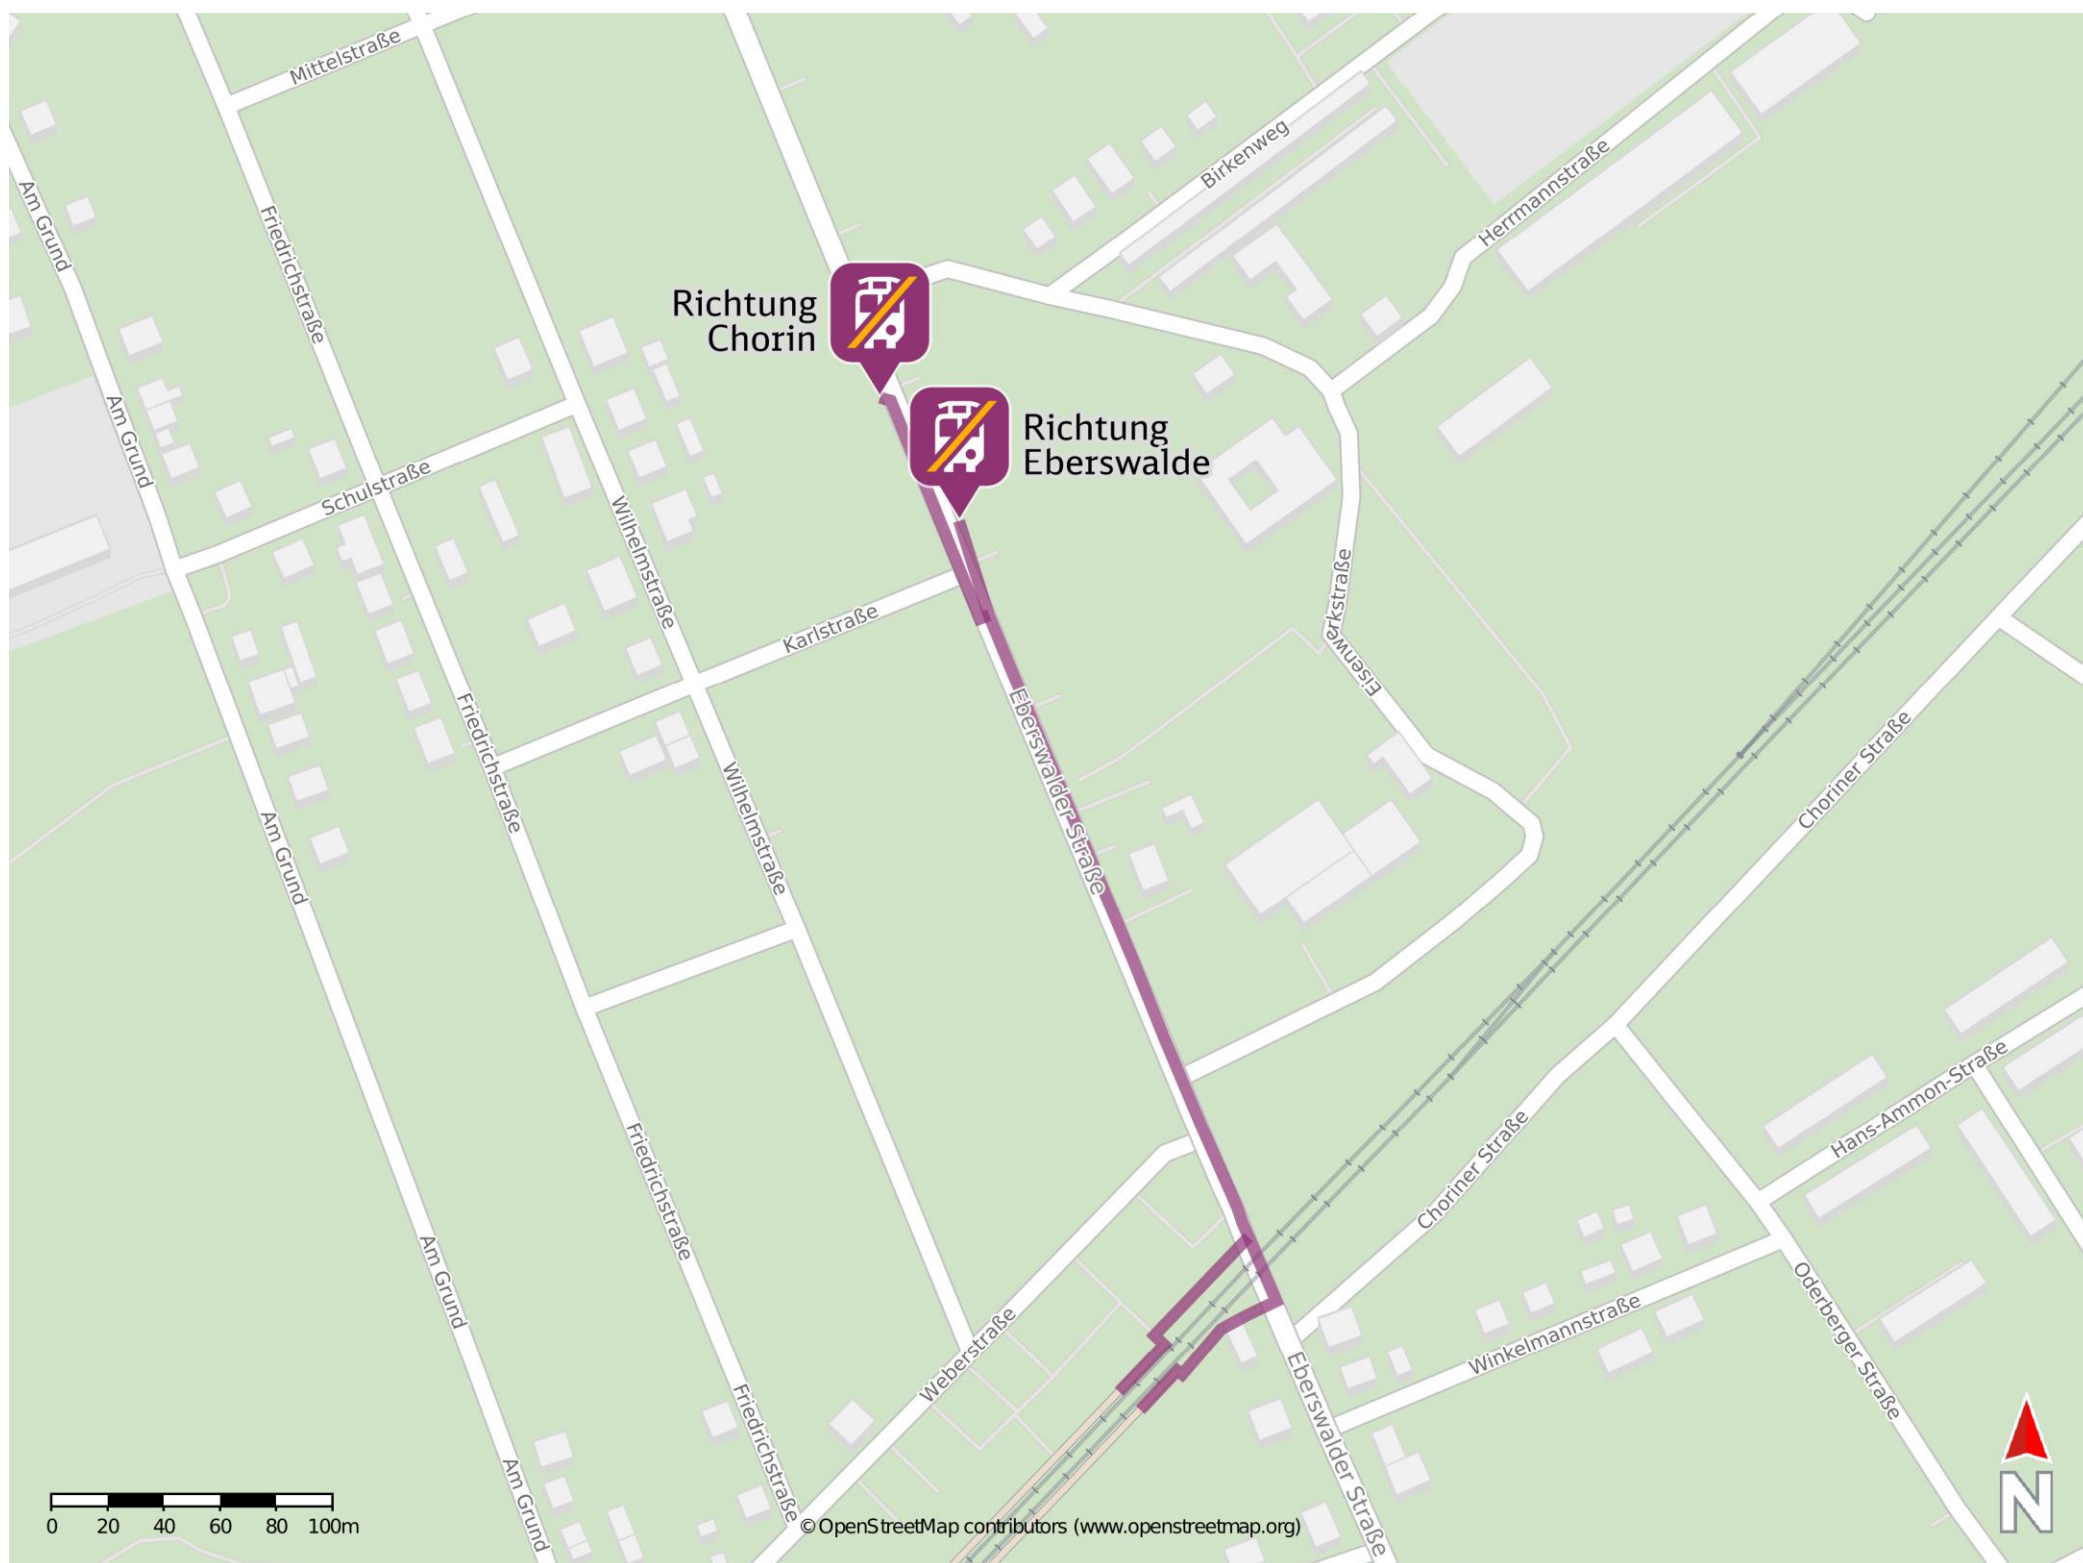 Mittelstraße
Birkenweg
Herrmannstraße
Am Grund
Friedrichstraße
Richtung
Chorin
Richtung
Eberswalde
Am Grund
Schulstraße
Wilhelmstraße
Karlstraße
Eisenwerkstraße
Friedrichstraße
Eberswalder Straße
Choriner Straße
Wilhelmstraße
Am Grund
Hans-Ammon-Straße
Choriner Straße
Friedrichstraße
Am Grund
Weberstraße
Winkelmannstraße
Oderberger Straße
Eberswalder Straße
Friedrichstraße
Am Grund
N
0 20 40 60 80 100m
© OpenStreetMap contributors (www.openstreetmap.org)